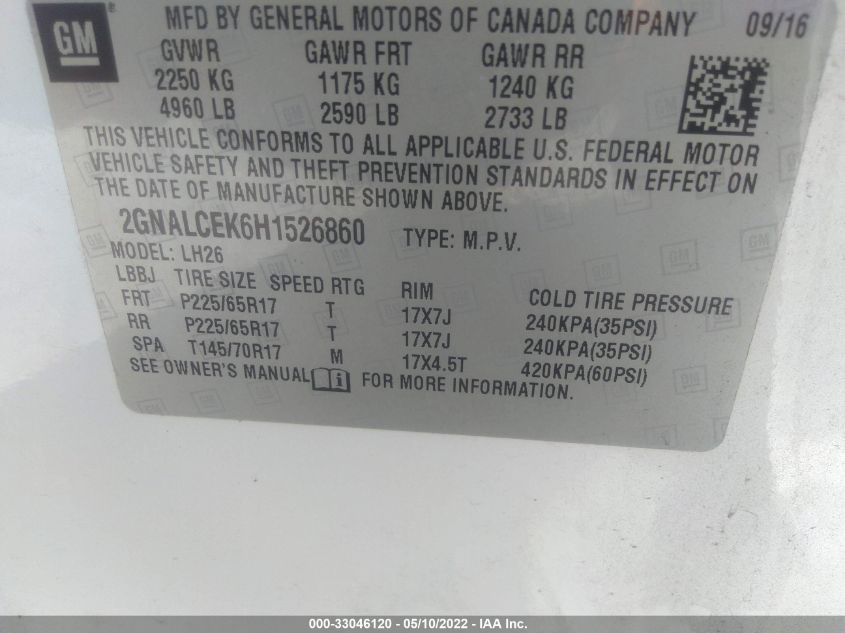 GM
MFD BY GENERAL MOTORS OF CANADA COMPANY 09/16
GVWR GAWR FRT GAWR RR
2250 KG 1175 KG 1240 KG
4960 LB 2590 LB 2733 LB
THIS VEHICLE CONFORMS TO ALL APPLICABLE U.S. FEDERAL MOTOR
VEHICLE SAFETY AND THEFT PREVENTION STANDARDS IN EFFECT ON
THE DATE OF MANUFACTURE SHOWN ABOVE.
2GNALCEK6H1526860 TYPE: M.P.V.
MODEL: LH26
LBBJ TIRE SIZE SPEED RTG RIM COLD TIRE PRESSURE
FRT P225/65R17 T 17X7J 240KPA(35PSI)
RR P225/65R17 T 17X7J 240KPA(35PSI)
SPA T145/70R17 M 17X4.5T 420KPA(60PSI)
SEE OWNER'S MANUAL FOR MORE INFORMATION.
000-33046120 - 05/10/2022 - IAA Inc.